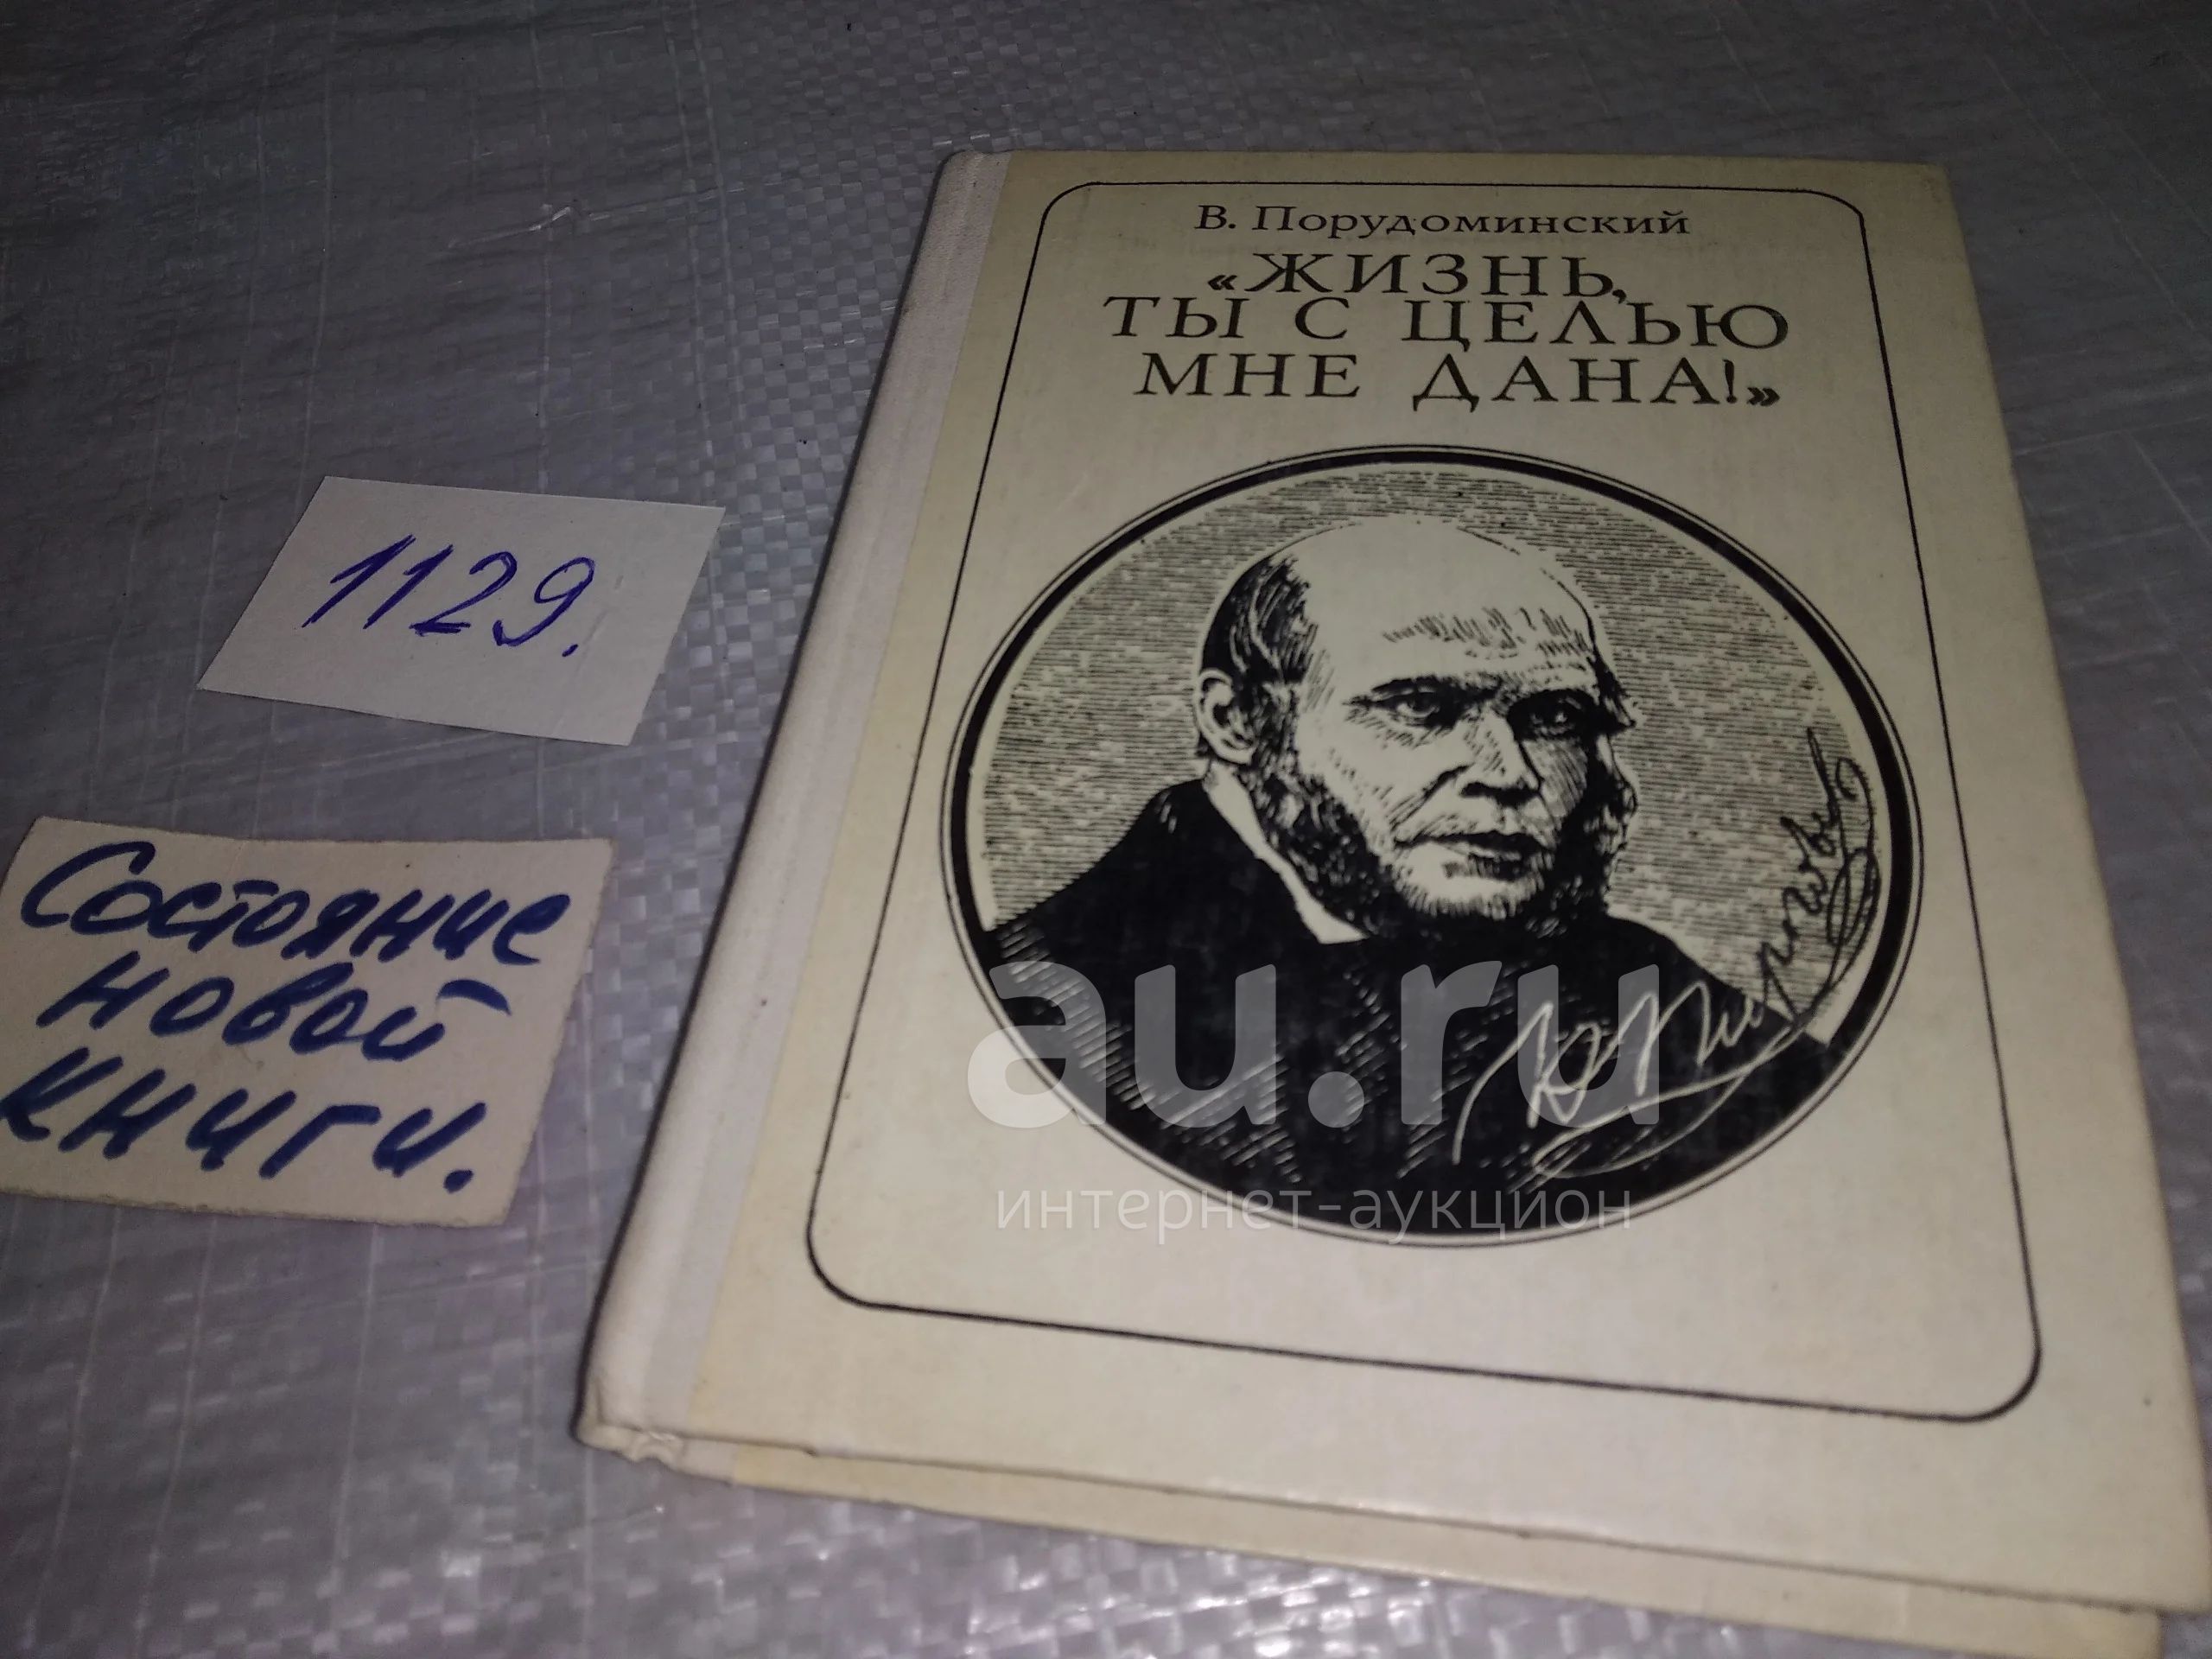 В. Порудоминский
«ЖИЗНЬ,
ТЫ С ЦЕЛЬЮ
МНЕ ДАНА!»
1129.
Состояние
новой
книги.
au.ru
интернет-аукцион